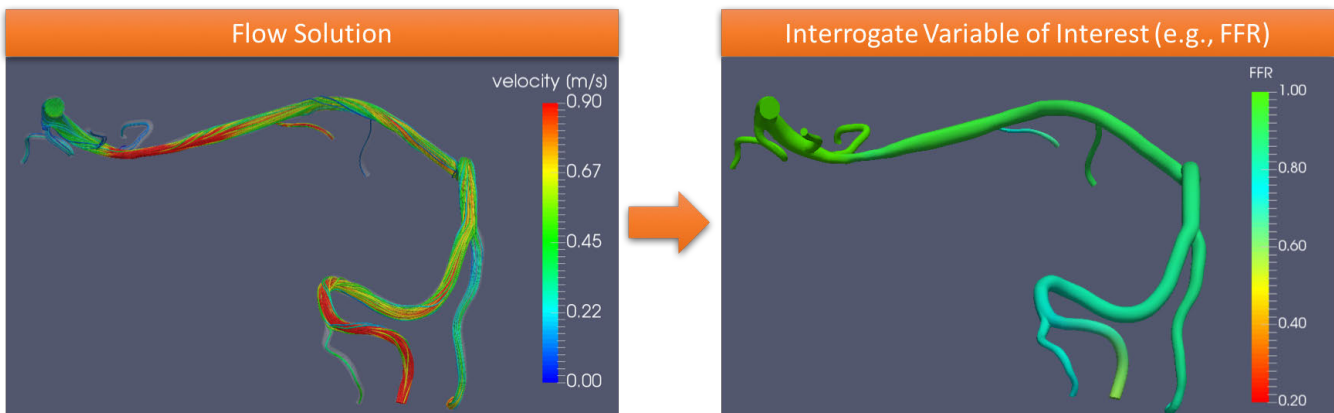 Flow Solution
velocity (m/s)
0.90
0.67
0.45
0.22
0.00
Interrogate Variable of Interest (e.g., FFR)
FFR
1.00
0.80
0.60
0.40
0.20